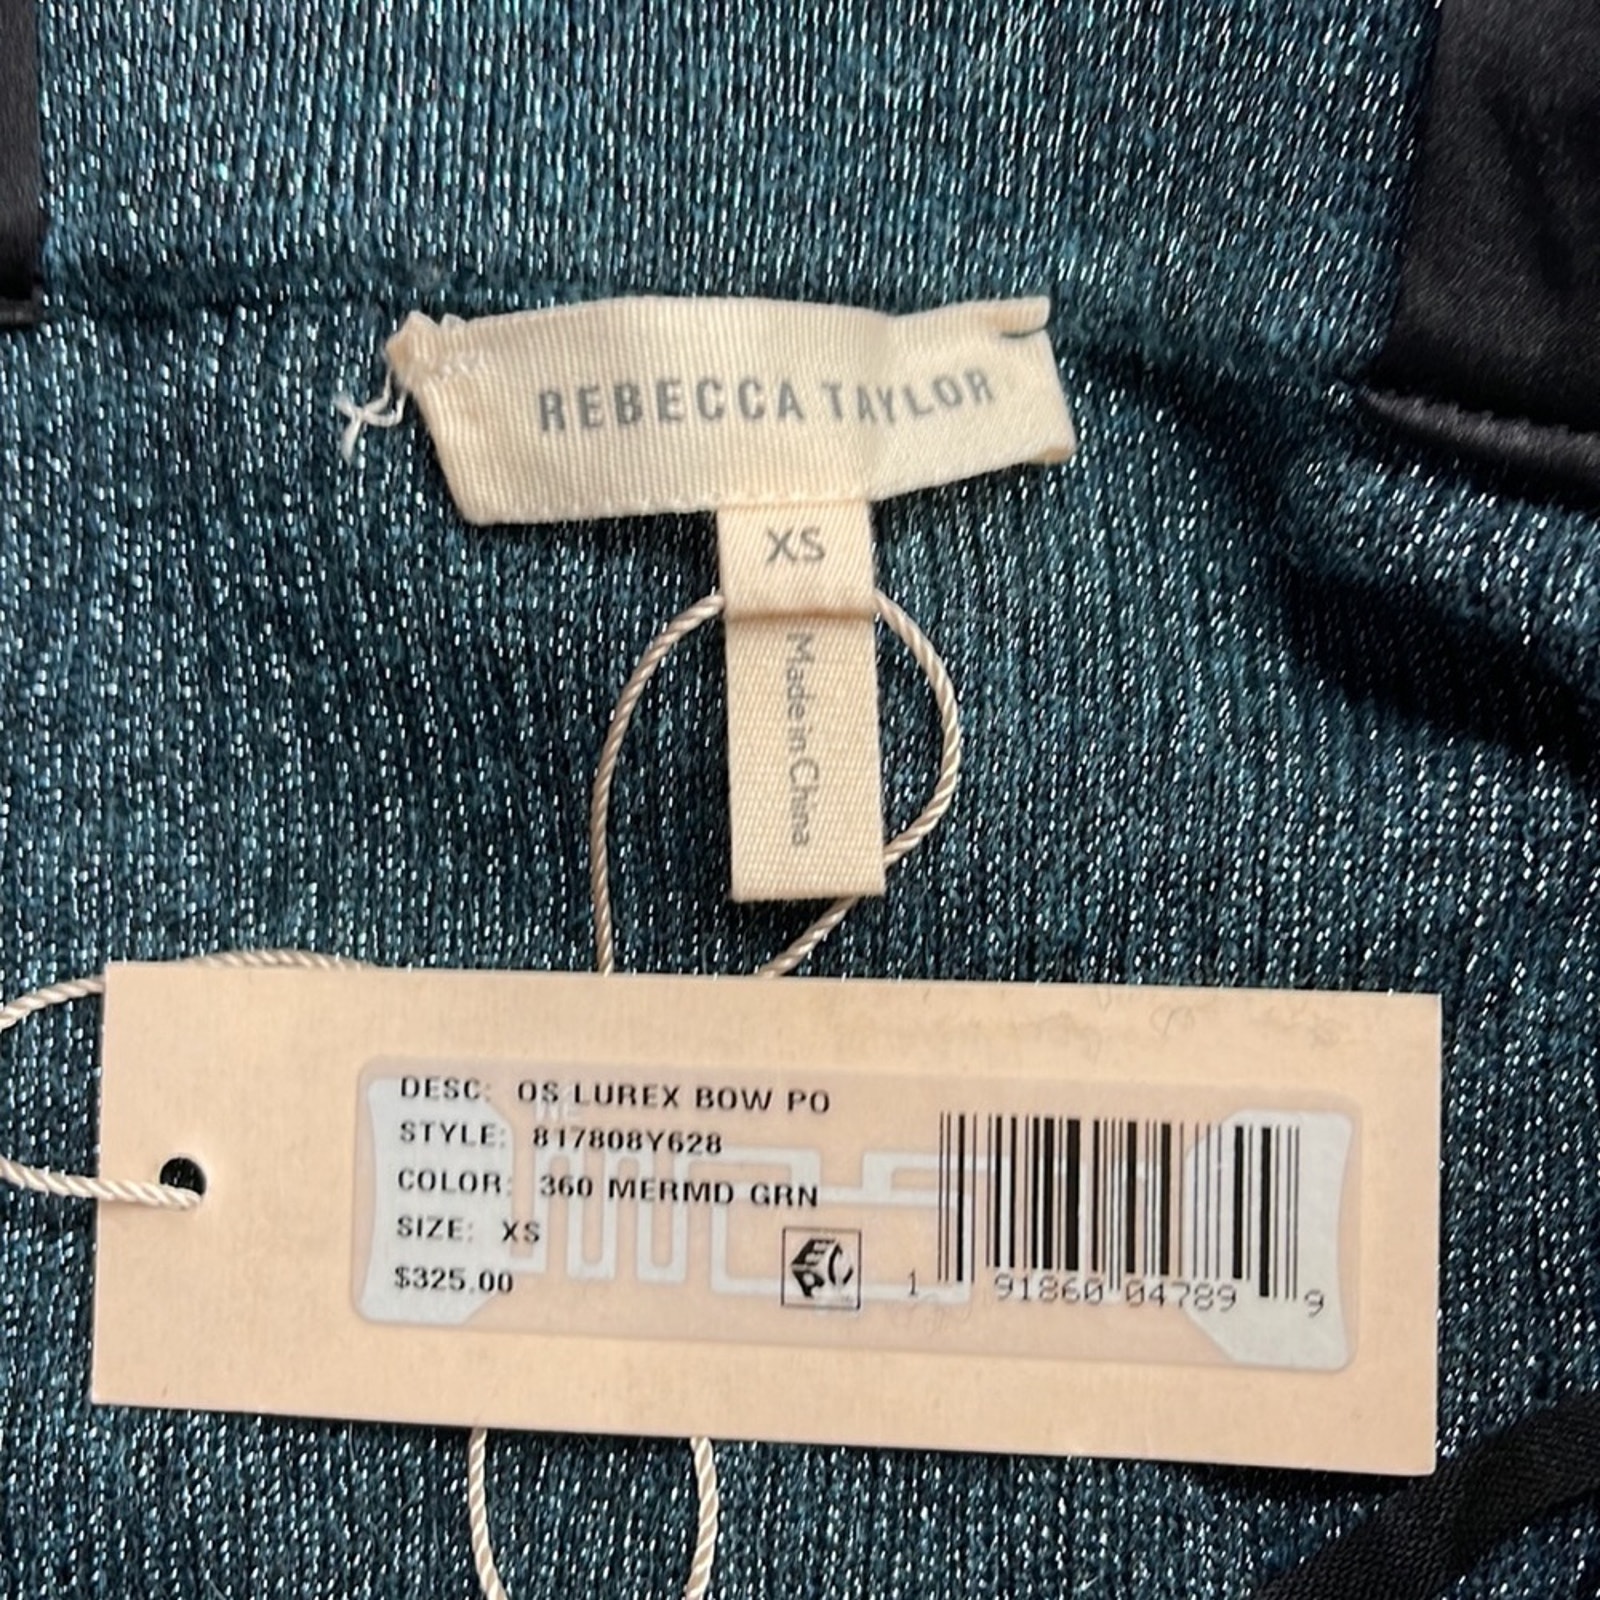 REBECCA TAYLOR
XS
Made in China
DESC: OS LUREX BOW PO
STYLE: 817808Y628
COLOR: 360 MERMD GRN
SIZE: XS
$325.00
EPC
1 91860 04789 9